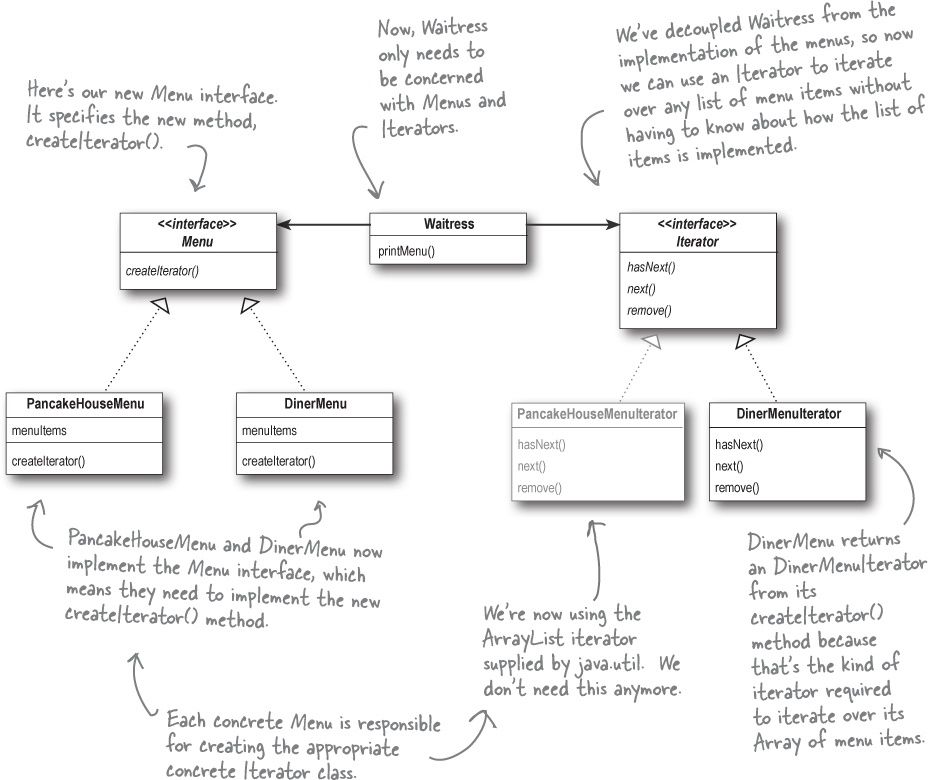 Here's our new Menu interface.
It specifies the new method,
createIterator().
Now, Waitress
only needs to
be concerned
with Menus and
Iterators.
We've decoupled Waitress from the
implementation of the menus, so now
we can use an Iterator to iterate
over any list of menu items without
having to know about how the list of
items is implemented.
<<interface>>
Menu
createIterator()
Waitress
printMenu()
<<interface>>
Iterator
hasNext()
next()
remove()
PancakeHouseMenu
menuItems
createIterator()
DinerMenu
menuItems
createIterator()
PancakeHouseMenuIterator
hasNext()
next()
remove()
DinerMenuIterator
hasNext()
next()
remove()
PancakeHouseMenu and DinerMenu now
implement the Menu interface, which
means they need to implement the new
createIterator() method.
We're now using the
ArrayList iterator
supplied by java.util. We
don't need this anymore.
DinerMenu returns
an DinerMenuIterator
from its
createIterator()
method because
that's the kind of
iterator required
to iterate over its
Array of menu items.
Each concrete Menu is responsible
for creating the appropriate
concrete Iterator class.